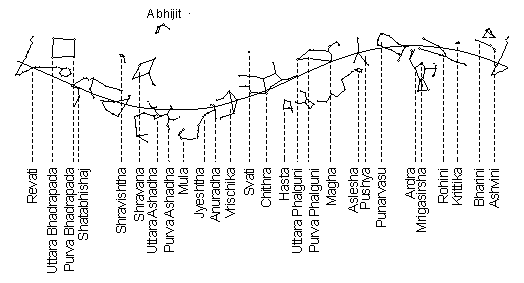 Abhijit
Revati
Uttara Bhadrapada
Purva Bhadrapada
Shatabhishaj
Shravishtha
Shravana
Uttara Ashadha
Purva Ashadha
Mula
Jyeshtha
Anuradha
Vrischika
Svati
Chithra
Hasta
Uttara Phalguni
Purva Phalguni
Magha
Aslesha
Pushya
Punarvasu
Ardra
Mrigasirsha
Rohini
Krittika
Bharini
Ashvini